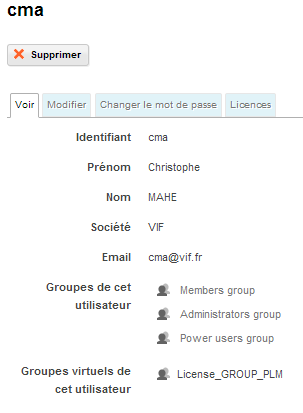 cma
Supprimer
Voir Modifier Changer le mot de passe Licences
Identifiant cma
Prénom Christophe
Nom MAHE
Société VIF
Email cma@vif.fr
Groupes de cet utilisateur
Members group
Administrators group
Power users group
Groupes virtuels de cet utilisateur
License_GROUP_PLM